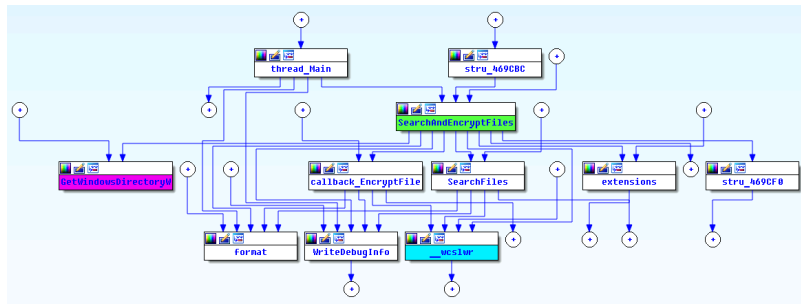 thread_Main
stru_469CBC
SearchAndEncryptFiles
GetWindowsDirectoryW
callback_EncryptFile
SearchFiles
extensions
stru_469CF0
format
WriteDebugInfo
__wcslwr